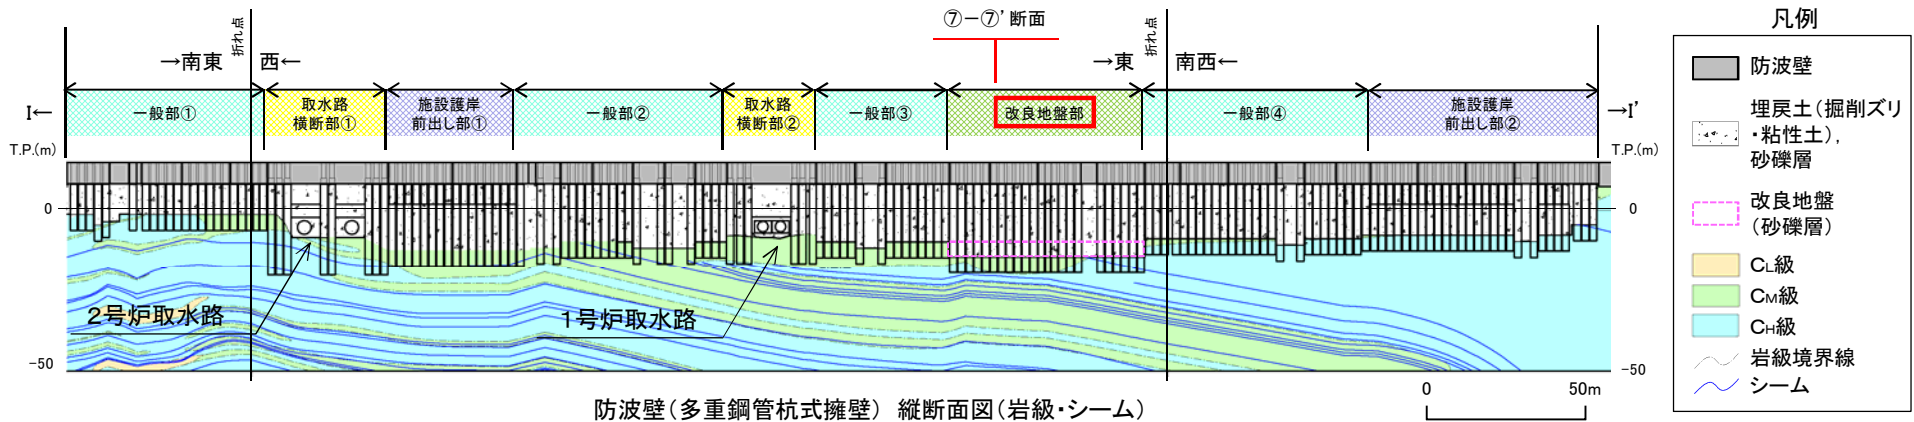 ⑦－⑦’断面
折れ点
折れ点
→南東
西←
→東
南西←
I←
一般部①
取水路
横断部①
施設護岸
前出し部①
一般部②
取水路
横断部②
一般部③
改良地盤部
一般部④
施設護岸
前出し部②
→I’
T.P.(m)
T.P.(m)
0
0
2号炉取水路
1号炉取水路
-50
-50
0
50m
防波壁(多重鋼管杭式擁壁) 縦断面図(岩級・シーム)
凡例
防波壁
埋戻土(掘削ズリ
・粘性土),
砂礫層
改良地盤
(砂礫層)
CL級
CM級
CH級
岩級境界線
シーム